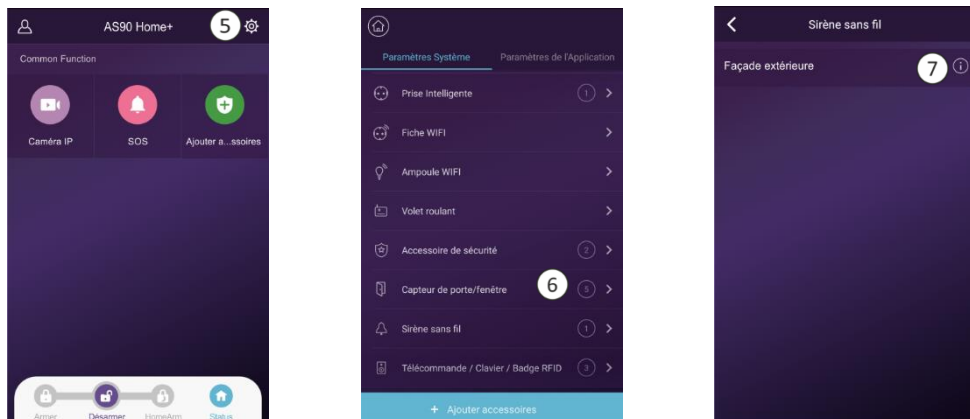 AS90 Home+
5
Common Function
Caméra IP
SOS
Ajouter a...ssoires
Armer
Désarmer
HomeArm
Status
Paramètres Système
Paramètres de l'Application
Prise Intelligente
1
Fiche WIFI
Ampoule WIFI
Volet roulant
Accessoire de sécurité
2
Capteur de porte/fenêtre
6
5
Sirène sans fil
1
Télécommande / Clavier / Badge RFID
3
+ Ajouter accessoires
Sirène sans fil
Façade extérieure
7